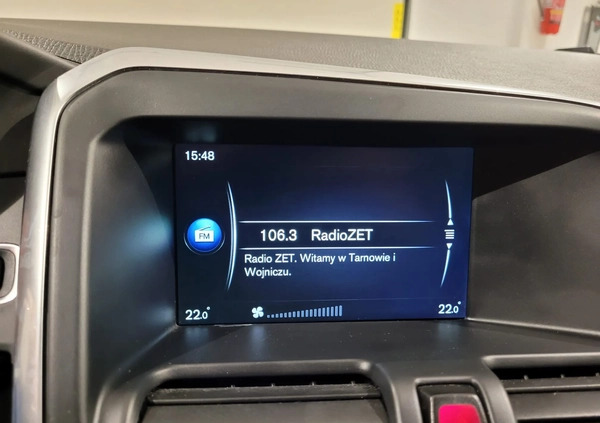 15:48
FM
106.3 RadioZET
Radio ZET. Witamy w Tarnowie i
Wojniczu.
22.0° 22.0°